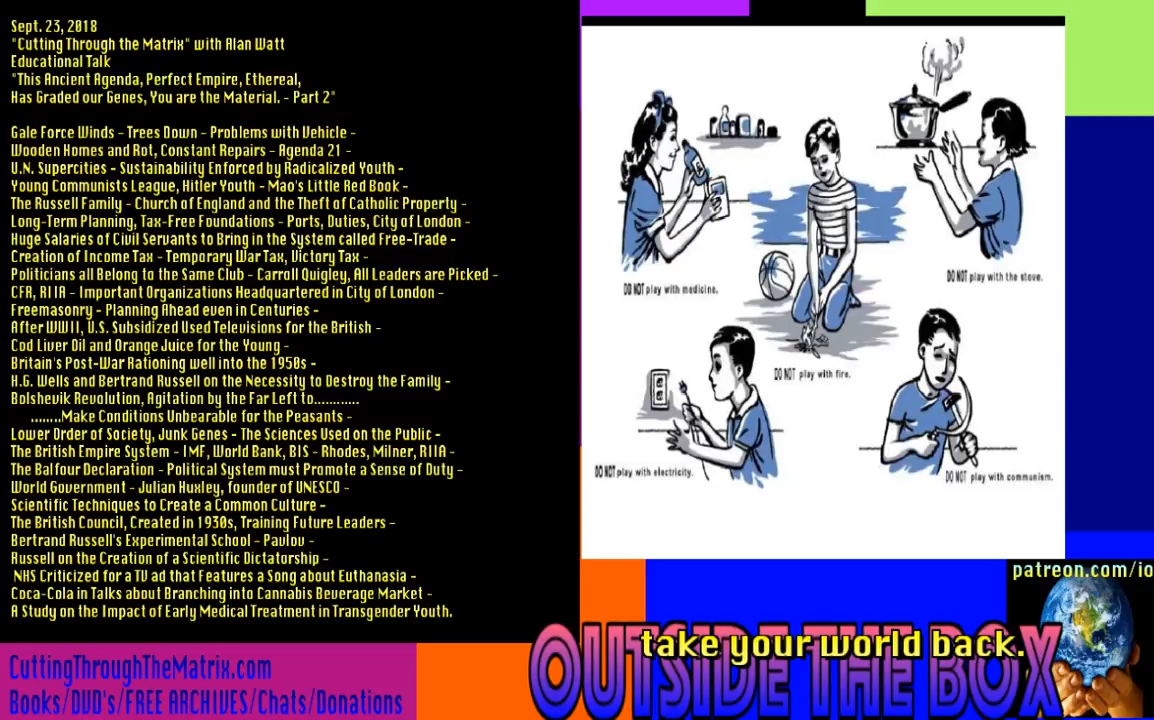 Sept. 23, 2018
"Cutting Through the Matrix" with Alan Watt
Educational Talk
"This Ancient Agenda, Perfect Empire, Ethereal,
Has Graded our Genes, You are the Material. - Part 2"
Gale Force Winds - Trees Down - Problems with Vehicle -
Wooden Homes and Rot, Constant Repairs - Agenda 21 -
U.N. Supercities - Sustainability Enforced by Radicalized Youth -
Young Communists League, Hitler Youth - Mao's Little Red Book -
The Russell Family - Church of England and the Theft of Catholic Property -
Long-Term Planning, Tax-Free Foundations - Ports, Duties, City of London -
Huge Salaries of Civil Servants to Bring in the System called Free-Trade -
Creation of Income Tax - Temporary War Tax, Victory Tax -
Politicians all Belong to the Same Club - Carroll Quigley, All Leaders are Picked -
CFR, RIIA - Important Organizations Headquartered in City of London -
Freemasonry - Planning Ahead even in Centuries -
After WWII, U.S. Subsidized Used Televisions for the British -
Cod Liver Oil and Orange Juice for the Young -
Britain's Post-War Rationing well into the 1950s -
H.G. Wells and Bertrand Russell on the Necessity to Destroy the Family -
Bolshevik Revolution, Agitation by the Far Left to............
........Make Conditions Unbearable for the Peasants -
Lower Order of Society, Junk Genes - The Sciences Used on the Public -
The British Empire System - IMF, World Bank, BIS - Rhodes, Milner, RIIA -
The Balfour Declaration - Political System must Promote a Sense of Duty -
World Government - Julian Huxley, founder of UNESCO -
Scientific Techniques to Create a Common Culture -
The British Council, Created in 1930s, Training Future Leaders -
Bertrand Russell's Experimental School - Pavlov -
Russell on the Creation of a Scientific Dictatorship -
NHS Criticized for a TV ad that Features a Song about Euthanasia -
Coca-Cola in Talks about Branching into Cannabis Beverage Market -
A Study on the Impact of Early Medical Treatment in Transgender Youth.
CuttingThroughTheMatrix.com
Books/DVD's/FREE ARCHIVES/Chats/Donations
DO NOT play with medicine.
DO NOT play with the stove.
DO NOT play with fire.
DO NOT play with electricity.
DO NOT play with communism.
patreon.com/io
take your world back.
OUTSIDE THE BOX